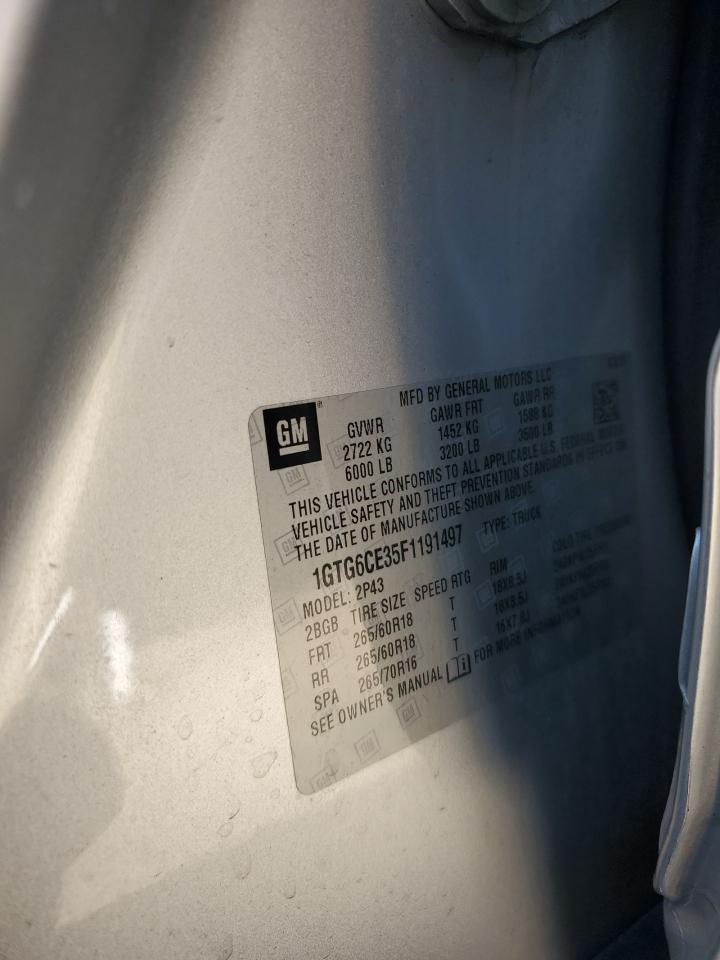 MFD BY GENERAL MOTORS LLC
GM
GVWR GAWR FRT GAWR RR
2722 KG 1452 KG 1588 KG
6000 LB 3200 LB 3500 LB
THIS VEHICLE CONFORMS TO ALL APPLICABLE U.S. FEDERAL MOTOR
VEHICLE SAFETY AND THEFT PREVENTION STANDARDS IN EFFECT ON
THE DATE OF MANUFACTURE SHOWN ABOVE.
1GTG6CE35F1191497 TYPE: TRUCK
MODEL: 2P43
2BGB TIRE SIZE SPEED RTG RIM COLD TIRE
FRT 265/60R18 T 18X8.5J
RR 265/60R18 T 18X8.5J
SPA 265/70R16 T 16X7.0J
SEE OWNER'S MANUAL FOR MORE INFORMATION